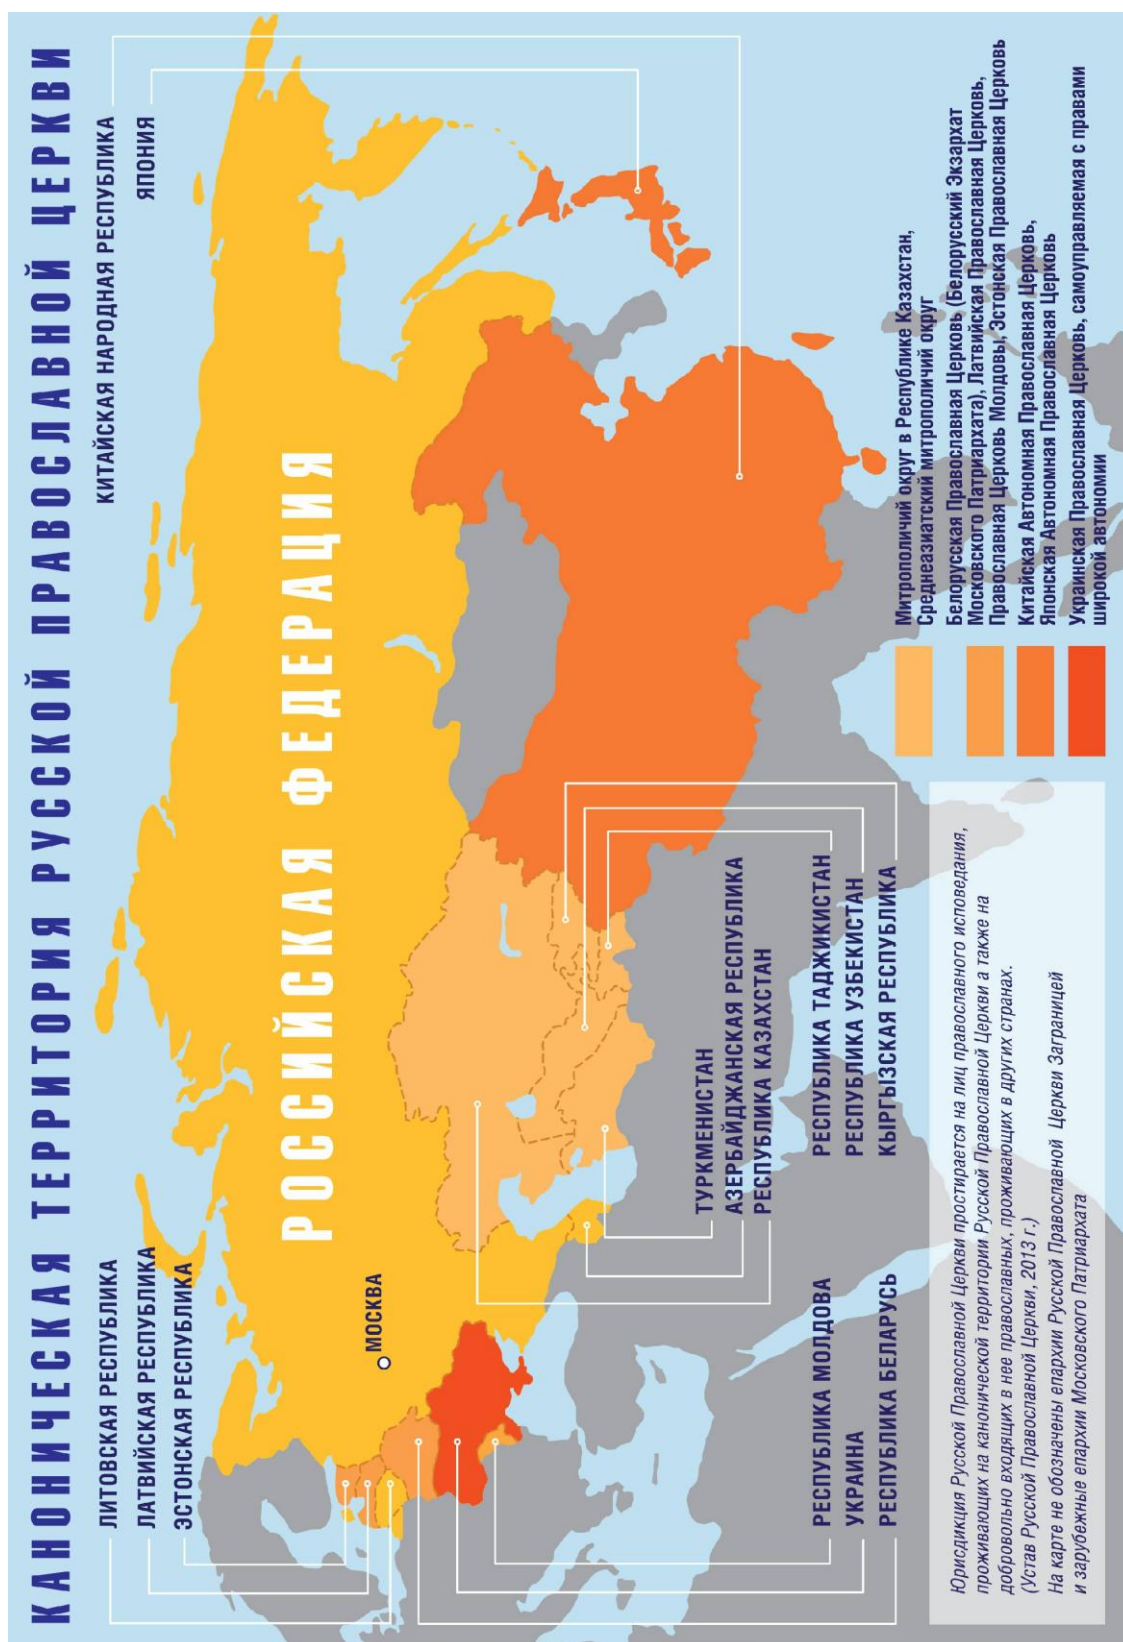 КАНОНИЧЕСКАЯ ТЕРРИТОРИЯ РУССКОЙ ПРАВОСЛАВНОЙ ЦЕРКВИ
ЛИТОВСКАЯ РЕСПУБЛИКА
ЛАТВИЙСКАЯ РЕСПУБЛИКА
ЭСТОНСКАЯ РЕСПУБЛИКА
КИТАЙСКАЯ НАРОДНАЯ РЕСПУБЛИКА
ЯПОНИЯ
РОССИЙСКАЯ ФЕДЕРАЦИЯ
МОСКВА
ТУРКМЕНИСТАН
АЗЕРБАЙДЖАНСКАЯ РЕСПУБЛИКА
РЕСПУБЛИКА КАЗАХСТАН
РЕСПУБЛИКА МОЛДОВА
УКРАИНА
РЕСПУБЛИКА БЕЛАРУСЬ
РЕСПУБЛИКА ТАДЖИКИСТАН
РЕСПУБЛИКА УЗБЕКИСТАН
КЫРГЫЗСКАЯ РЕСПУБЛИКА
Юрисдикция Русской Православной Церкви простирается на лиц православного исповедания,
проживающих на канонической территории Русской Православной Церкви а также на
добровольно входящих в нее православных, проживающих в других странах.
(Устав Русской Православной Церкви, 2013 г.)
На карте не обозначены епархии Русской Православной Церкви Заграницей
и зарубежные епархии Московского Патриархата
Митрополичий округ в Республике Казахстан,
Среднеазиатский митрополичий округ
Белорусская Православная Церковь (Белорусский Экзархат
Московского Патриархата), Латвийская Православная Церковь,
Православная Церковь Молдовы, Эстонская Православная Церковь
Китайская Автономная Православная Церковь,
Японская Автономная Православная Церковь
Укранская Православная Церковь, самоуправляемая с правами
широкой автономии